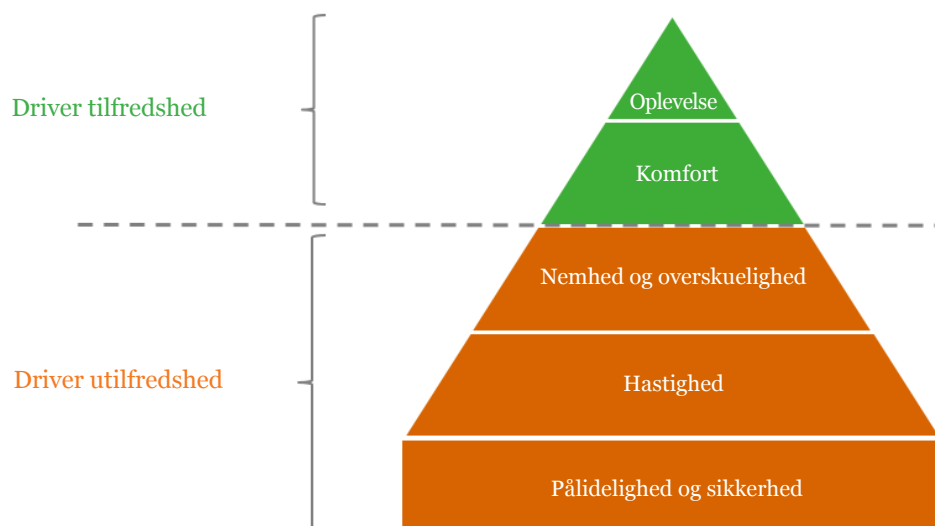 Oplevelse
Driver tilfredshed
Komfort
Nemhed og overskuelighed
Driver utilfredshed
Hastighed
Pålidelighed og sikkerhed